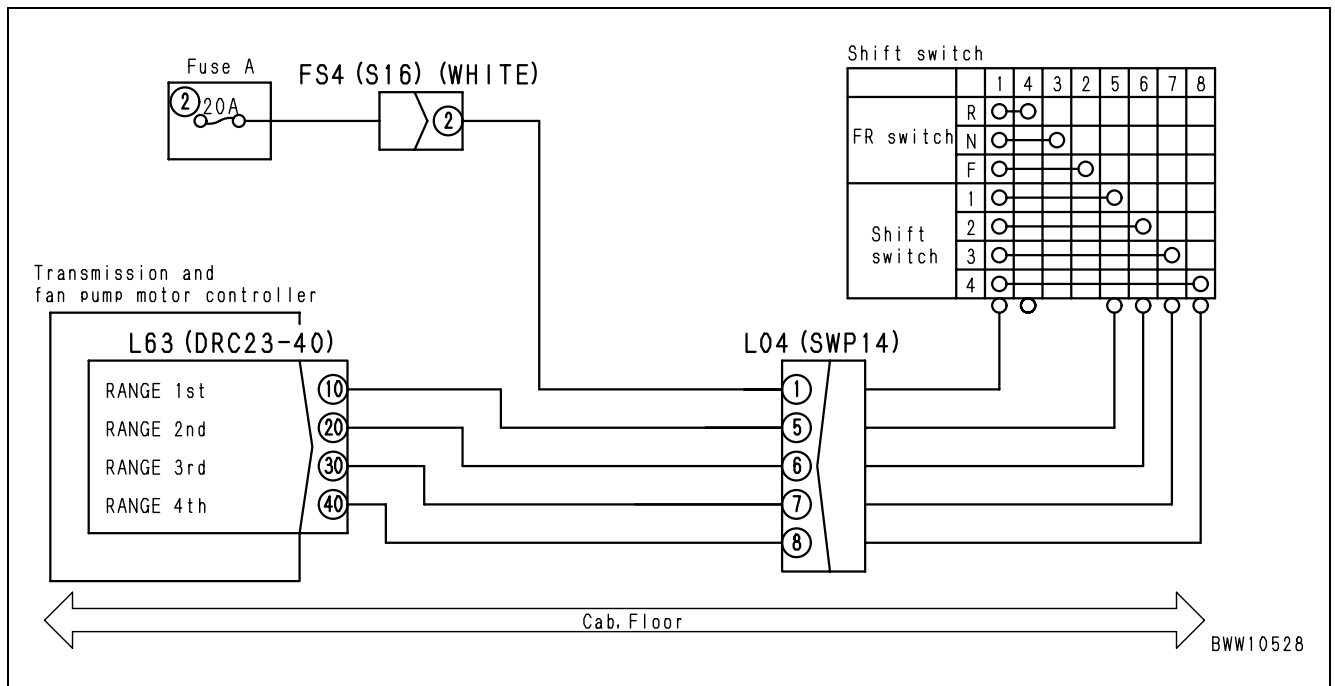 Shift switch
Fuse A
FS4 (S16) (WHITE)
2
20A
2
1 4 3 2 5 6 7 8
FR switch
R
N
F
Shift
switch
1
2
3
4
Transmission and
fan pump motor controller
L63 (DRC23-40)
L04 (SWP14)
RANGE 1st 10
RANGE 2nd 20
RANGE 3rd 30
RANGE 4th 40
1
5
6
7
8
Cab. Floor
BWW10528